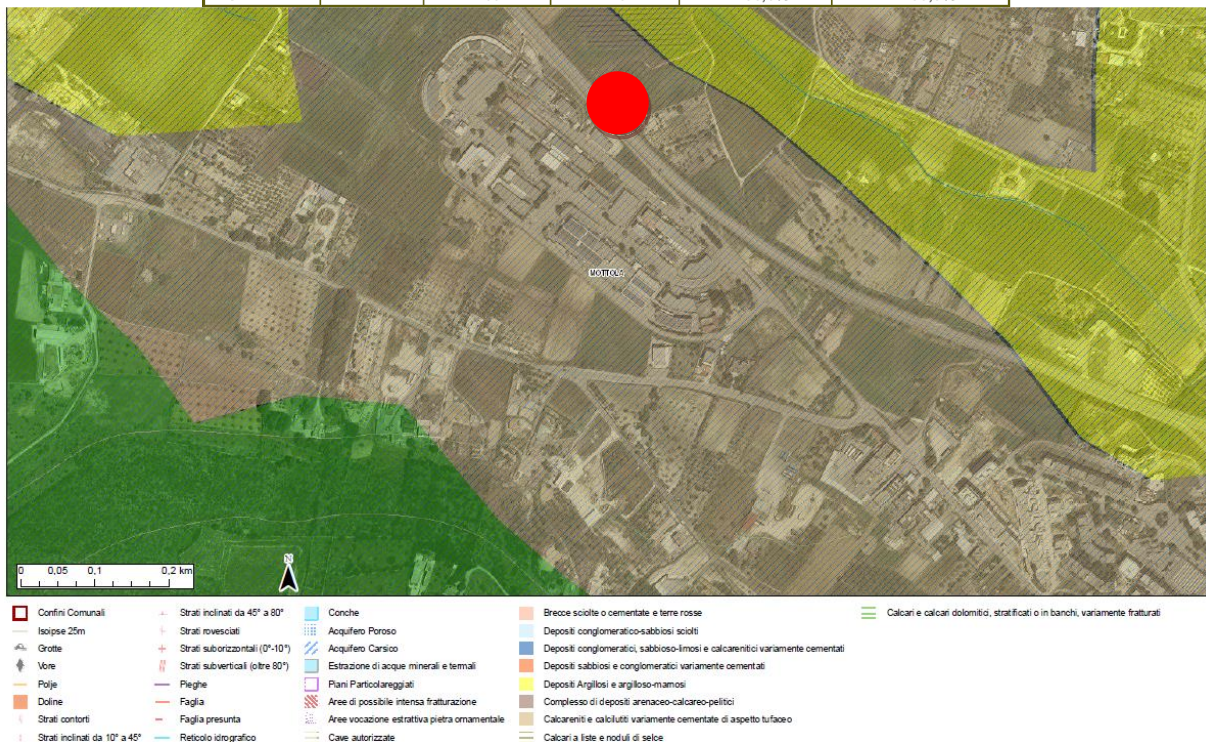 MOTTOLA
0 0,05 0,1 0,2 km
N
Confini Comunali
Isoipse 25m
Grotte
Vore
Polje
Doline
Strati contorti
Strati inclinati da 10° a 45°
Strati inclinati da 45° a 80°
Strati rovesciati
Strati suborizzontali (0°-10°)
Strati subverticali (oltre 80°)
Pieghe
Faglia
Faglia presunta
Reticolo idrografico
Conche
Acquifero Poroso
Acquifero Carsico
Estrazione di acque minerali e termali
Piani Particolareggiati
Aree di possibile intensa fratturazione
Aree vocazione estrattiva pietra ornamentale
Cave autorizzate
Brecce sciolte o cementate e terre rosse
Depositi conglomeratico-sabbiosi sciolti
Depositi conglomeratici, sabbioso-limosi e calcarenitici variamente cementati
Depositi sabbiosi e conglomeratici variamente cementati
Depositi Argillosi e argilloso-marnosi
Complesso di depositi arenaceo-calcareo-pelitici
Calcareniti e calcilutiti variamente cementate di aspetto tufaceo
Calcari a liste e noduli di selce
Calcari e calcari dolomitici, stratificati o in banchi, variamente fratturati